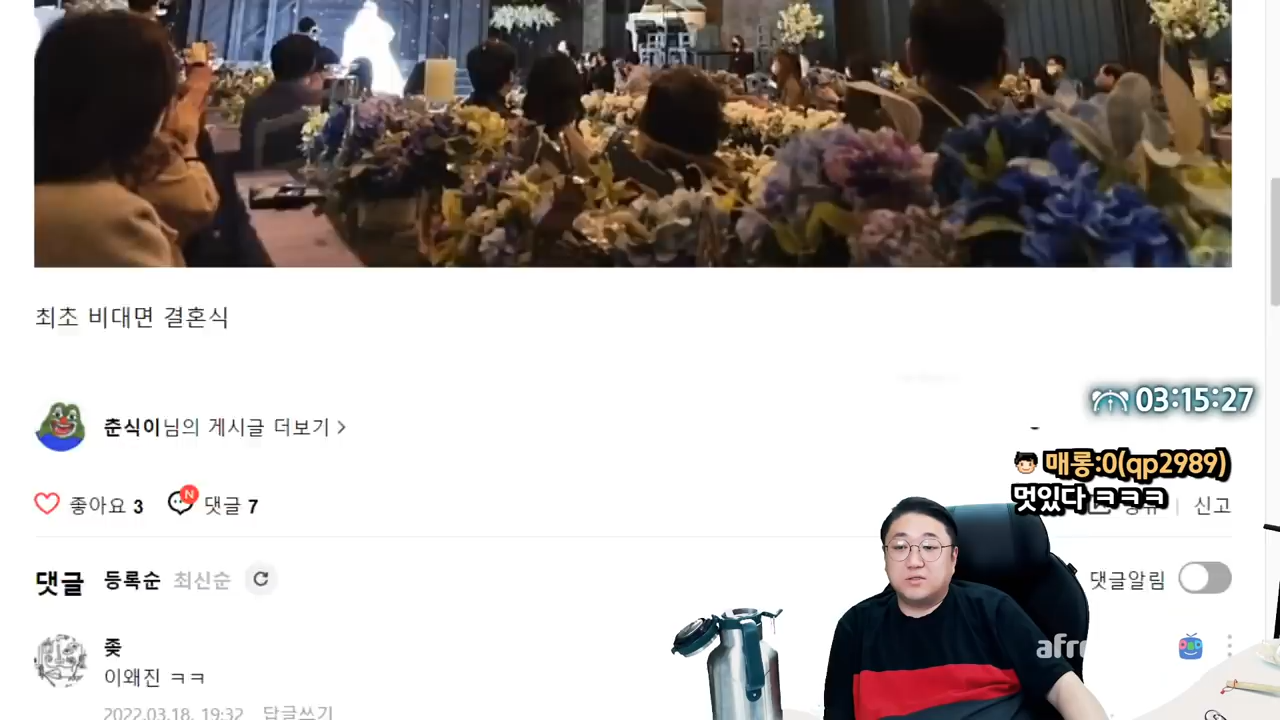 최초 비대면 결혼식
춘식이님의 게시글 더보기 >
03:15:27
매롱:0(qp2989)
멋있다 ㅋㅋㅋ
좋아요 3 N 댓글 7
신고
댓글 등록순 최신순
댓글알림
afre
좆
이왜진 ㅋㅋ
2022.03.18. 19:32 답글쓰기